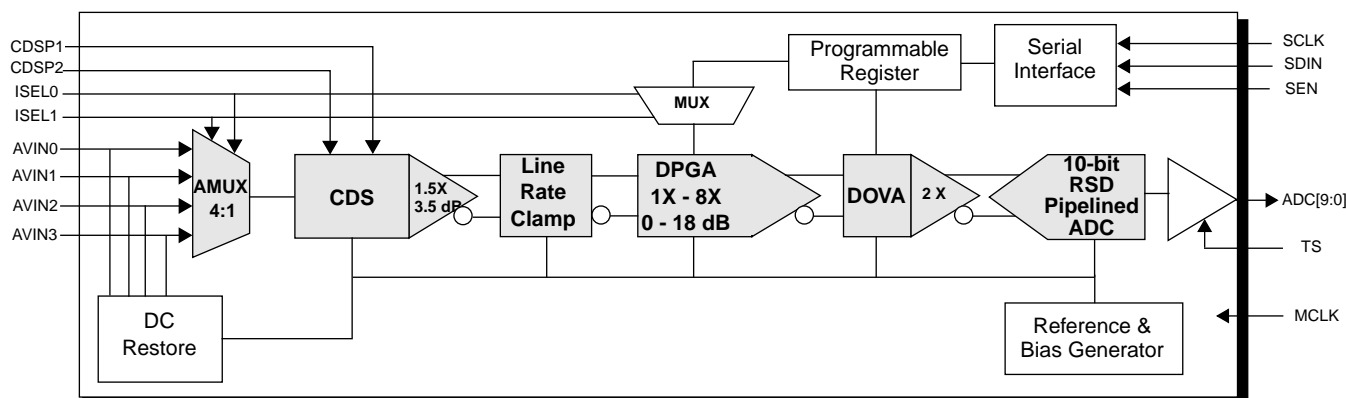 CDSP1
CDSP2
ISEL0
ISEL1
AVIN0
AVIN1
AVIN2
AVIN3
AMUX
4:1
DC
Restore
CDS
1.5X
3.5 dB
Line
Rate
Clamp
MUX
DPGA
1X - 8X
0 - 18 dB
Programmable
Register
DOVA
2 X
Serial
Interface
10-bit
RSD
Pipelined
ADC
Reference &
Bias Generator
SCLK
SDIN
SEN
ADC[9:0]
TS
MCLK